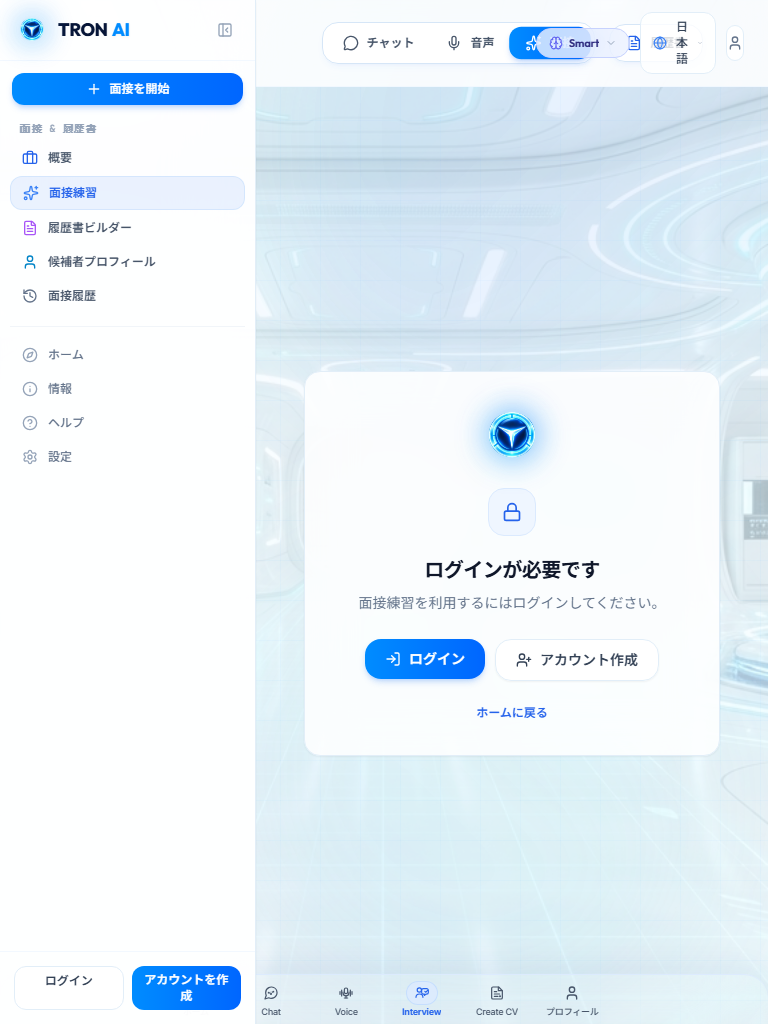 TRON AI
面接を開始
面接 & 履歴書
概要
面接練習
履歴書ビルダー
候補者プロフィール
面接履歴
ホーム
情報
ヘルプ
設定
ログイン
アカウントを作
成
チャット
音声
Smart
日
本
語
ログインが必要です
面接練習を利用するにはログインしてください。
ログイン
アカウント作成
ホームに戻る
Chat
Voice
Interview
Create CV
プロフィール